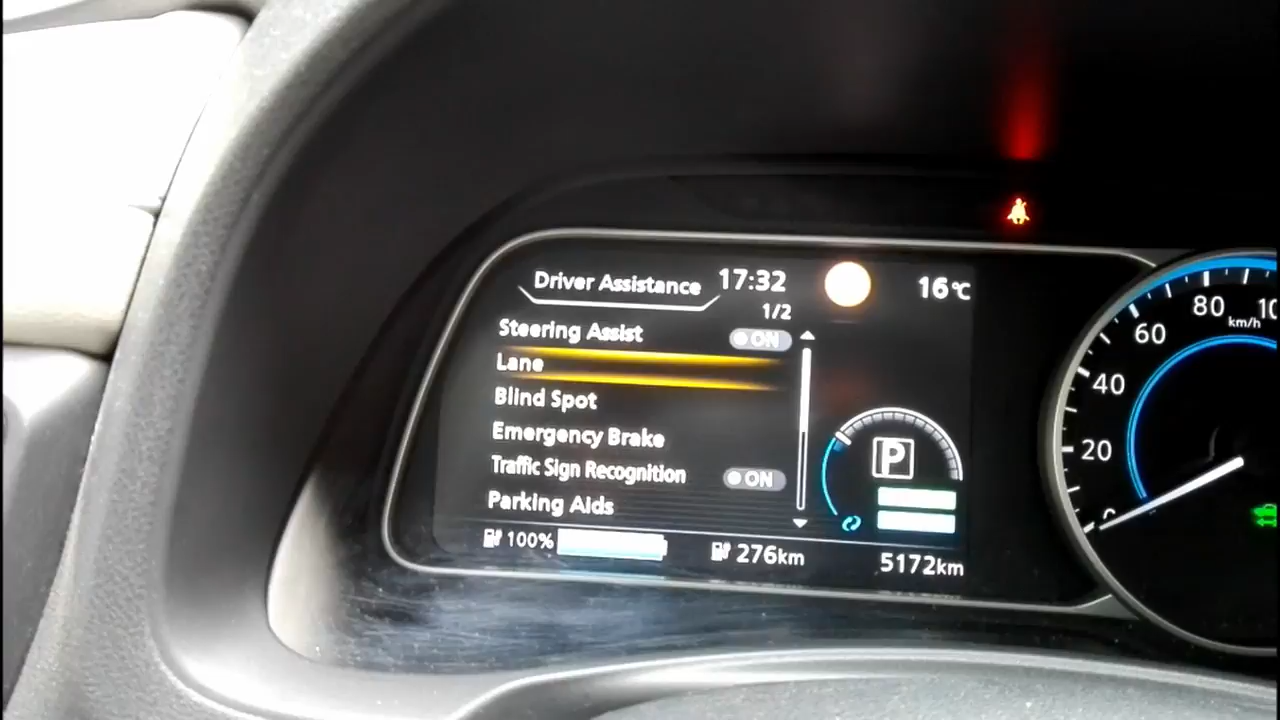 Driver Assistance 17:32 16°C
1/2
Steering Assist ON
Lane
Blind Spot
Emergency Brake
Traffic Sign Recognition ON
Parking Aids
P
100% 276km 5172km
80
60
km/h
40
20
0